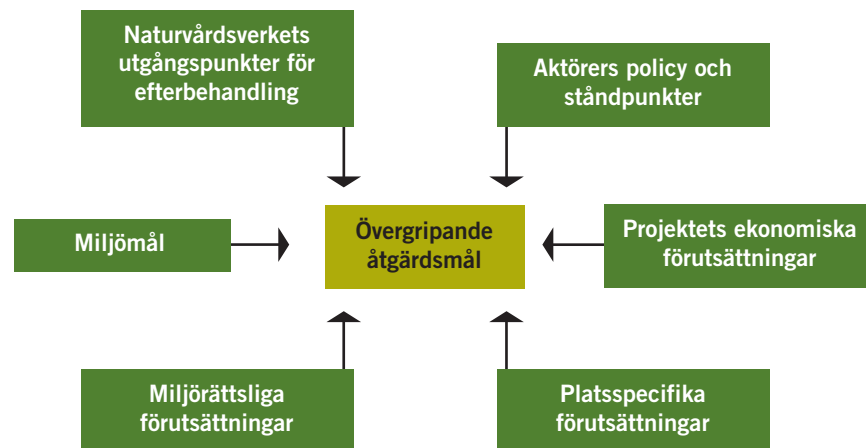 Naturvårdsverkets
utgångspunkter för
efterbehandling
Aktörers policy och
ståndpunkter
Miljömål
Övergripande
åtgärdsmål
Projektets ekonomiska
förutsättningar
Miljörättsliga
förutsättningar
Platsspecifika
förutsättningar